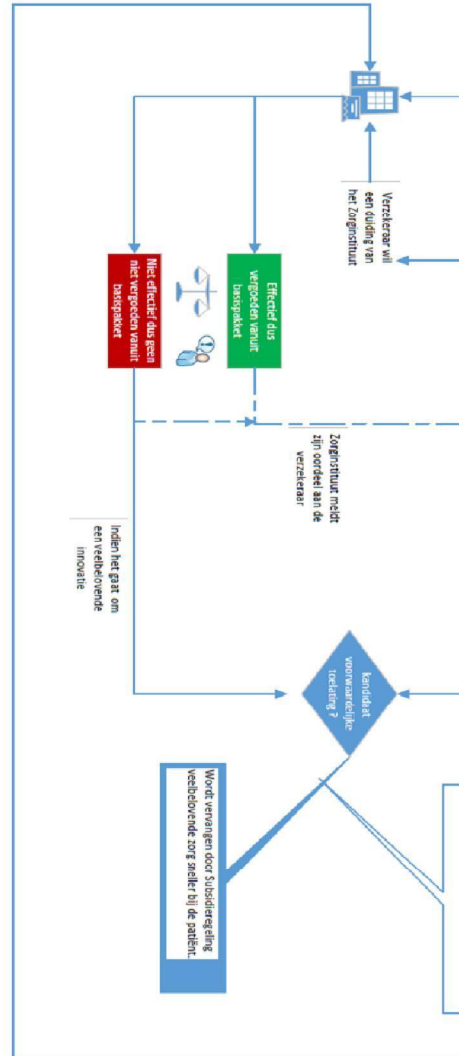 Verzekeraar wil
een duiding van
het Zorginstituut
Effectief dus
vergoeden vanuit
basispakket
Niet effectief dus geen
niet vergoeden vanuit
basispakket
Zorginstituut meldt
zijn oordeel aan de
verzekeraar
Indien het gaat om
een veelbelovende
innovatie
kandidaat
voorwaardelijke
toelating ?
Wordt vervangen door Subsidieregeling
veelbelovende zorg sneller bij de patiënt.